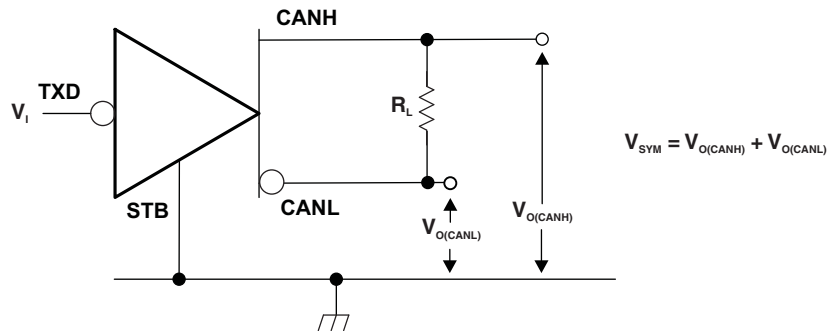 CANH
TXD
V_I
R_L
V_SYM = V_O(CANH) + V_O(CANL)
STB
CANL
V_O(CANL)
V_O(CANH)